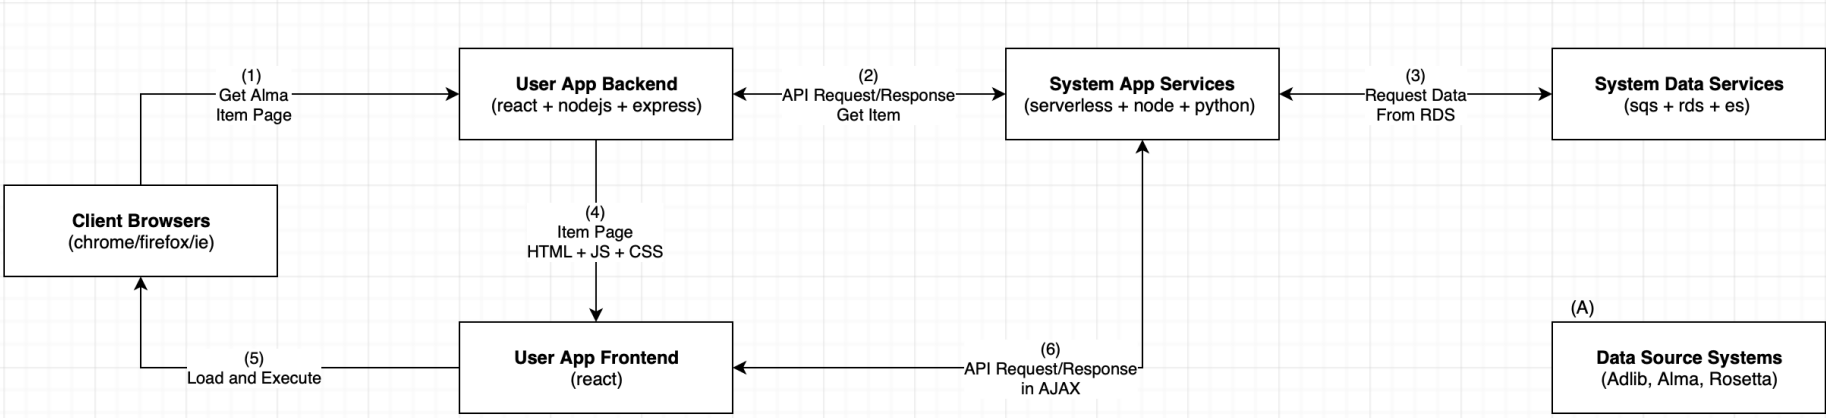 (1)
Get Alma
Item Page
User App Backend
(react + nodejs + express)
(2)
API Request/Response
Get Item
System App Services
(serverless + node + python)
(3)
Request Data
From RDS
System Data Services
(sqs + rds + es)
Client Browsers
(chrome/firefox/ie)
(4)
Item Page
HTML + JS + CSS
(5)
Load and Execute
User App Frontend
(react)
(6)
API Request/Response
in AJAX
(A)
Data Source Systems
(Adlib, Alma, Rosetta)